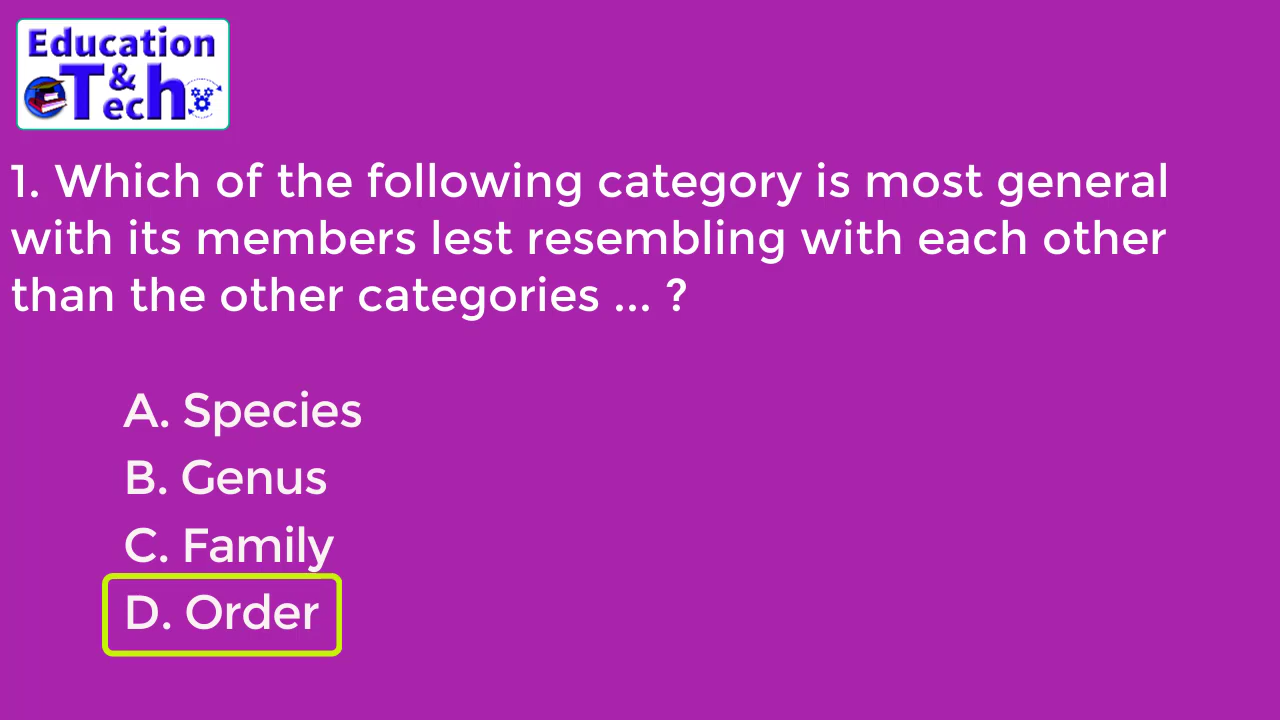 Education
& Tech
1. Which of the following category is most general
with its members lest resembling with each other
than the other categories ... ?
A. Species
B. Genus
C. Family
D. Order